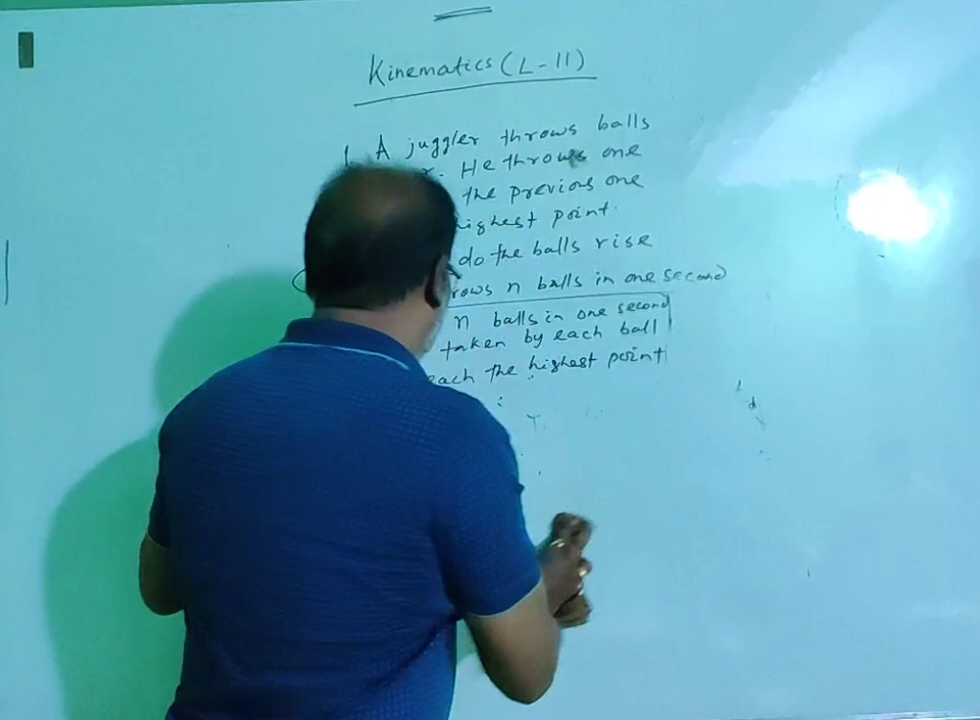 Kinematics (L-11)
1. A juggler throws balls
He throws one
the previous one
highest point.
do the balls rise
rows n balls in one second
n balls in one second
taken by each ball
each the highest point